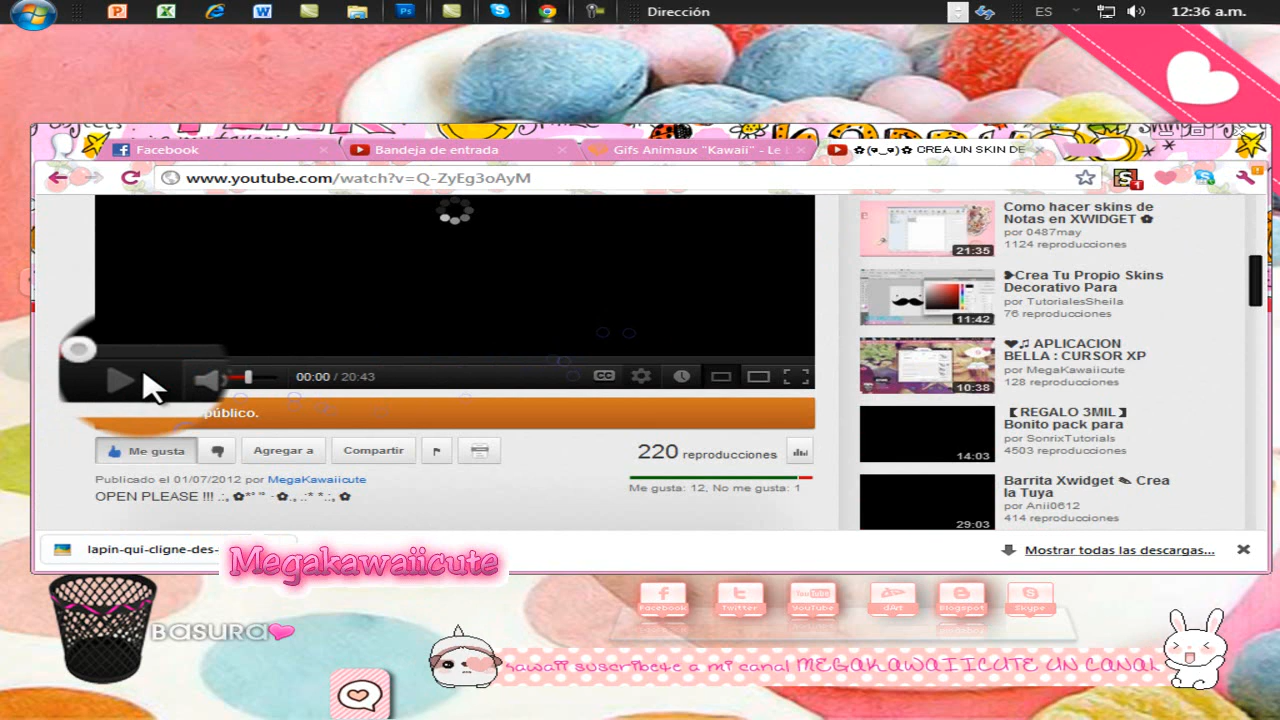 Dirección
ES
12:36 a.m.
Facebook
Bandeja de entrada
Gifs Animaux "Kawaii" - Le
✿(◕‿◕)✿ CREA UN SKIN DE
www.youtube.com/watch?v=Q-ZyEg3oAyM
00:00 / 20:43
CC
público.
Me gusta
Agregar a
Compartir
220 reproducciones
Publicado el 01/07/2012 por MegaKawaiicute
Me gusta: 12, No me gusta: 1
OPEN PLEASE !!! .:, ✿*°'° ·✿., .:* *.:, ✿
Como hacer skins de
Notas en XWIDGET ✿
por 0487may
1124 reproducciones
21:35
❥Crea Tu Propio Skins
Decorativo Para
por TutorialesSheila
76 reproducciones
11:42
❤♫ APLICACION
BELLA : CURSOR XP
por MegaKawaiicute
128 reproducciones
10:38
【REGALO 3MIL】
Bonito pack para
por SonrixTutorials
4503 reproducciones
14:03
Barrita Xwidget ✎ Crea
la Tuya
por Anii0612
414 reproducciones
29:03
lapin-qui-cligne-des-
Mostrar todas las descargas...
Megakawaiicute
Facebook
Twitter
YouTube
dArt
Blogspot
Skype
BASURA
kawaii suscribete a mi canal MEGAKAWAIICUTE UN CANAL